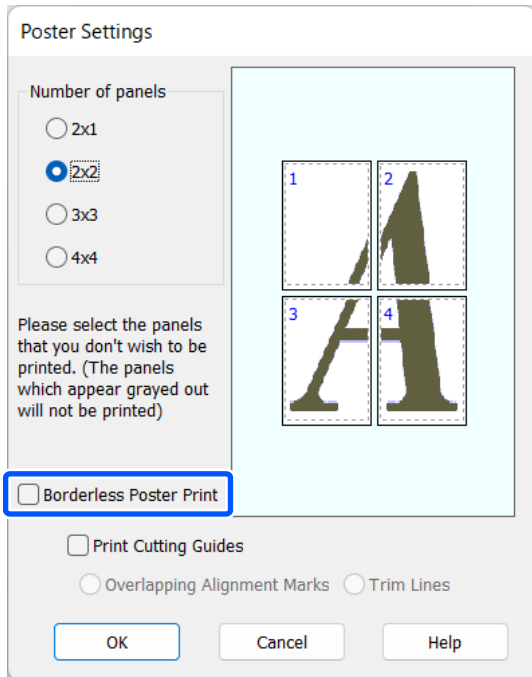 Poster Settings
Number of panels
2x1
2x2
3x3
4x4
1 2
3 4
Please select the panels
that you don't wish to be
printed. (The panels
which appear grayed out
will not be printed)
Borderless Poster Print
Print Cutting Guides
Overlapping Alignment Marks Trim Lines
OK Cancel Help